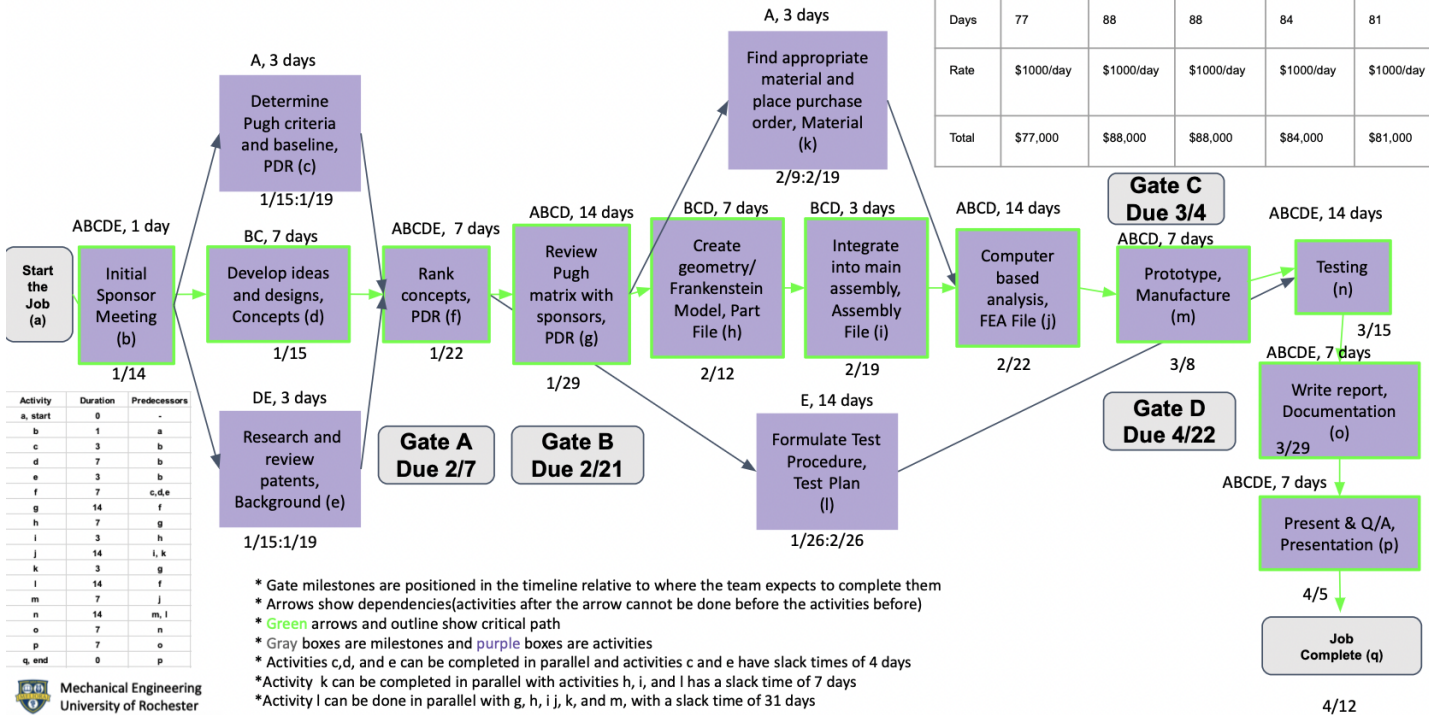 A, 3 days
Determine
Pugh criteria
and baseline,
PDR (c)
1/15:1/19
A, 3 days
Find appropriate
material and
place purchase
order, Material
(k)
2/9:2/19
Days 77 88 88 84 81
Rate $1000/day $1000/day $1000/day $1000/day $1000/day
Total $77,000 $88,000 $88,000 $84,000 $81,000
Start
the
Job
(a)
ABCDE, 1 day
Initial
Sponsor
Meeting
(b)
1/14
BC, 7 days
Develop ideas
and designs,
Concepts (d)
1/15
ABCDE, 7 days
Rank
concepts,
PDR (f)
1/22
ABCD, 14 days
Review
Pugh
matrix with
sponsors,
PDR (g)
1/29
BCD, 7 days
Create
geometry/
Frankenstein
Model, Part
File (h)
2/12
BCD, 3 days
Integrate
into main
assembly,
Assembly
File (i)
2/19
ABCD, 14 days
Computer
based
analysis,
FEA File (j)
2/22
Gate C
Due 3/4
ABCD, 7 days
Prototype,
Manufacture
(m)
3/8
ABCDE, 14 days
Testing
(n)
3/15
ABCDE, 7 days
Write report,
Documentation
(o)
3/29
ABCDE, 7 days
Present & Q/A,
Presentation (p)
4/5
Job
Complete (q)
4/12
DE, 3 days
Research and
review
patents,
Background (e)
1/15:1/19
Gate A
Due 2/7
Gate B
Due 2/21
E, 14 days
Formulate Test
Procedure,
Test Plan
(l)
1/26:2/26
Gate D
Due 4/22
Activity Duration Predecessors
a, start 0 -
b 1 a
c 3 b
d 7 b
e 3 b
f 7 c,d,e
g 14 f
h 7 g
i 3 h
j 14 i, k
k 3 g
l 14 f
m 7 j
n 14 m, l
o 7 n
p 7 o
q, end 0 p
* Gate milestones are positioned in the timeline relative to where the team expects to complete them
* Arrows show dependencies(activities after the arrow cannot be done before the activities before)
* Green arrows and outline show critical path
* Gray boxes are milestones and purple boxes are activities
* Activities c,d, and e can be completed in parallel and activities c and e have slack times of 4 days
*Activity k can be completed in parallel with activities h, i, and l has a slack time of 7 days
*Activity l can be done in parallel with g, h, i j, k, and m, with a slack time of 31 days
Mechanical Engineering
University of Rochester